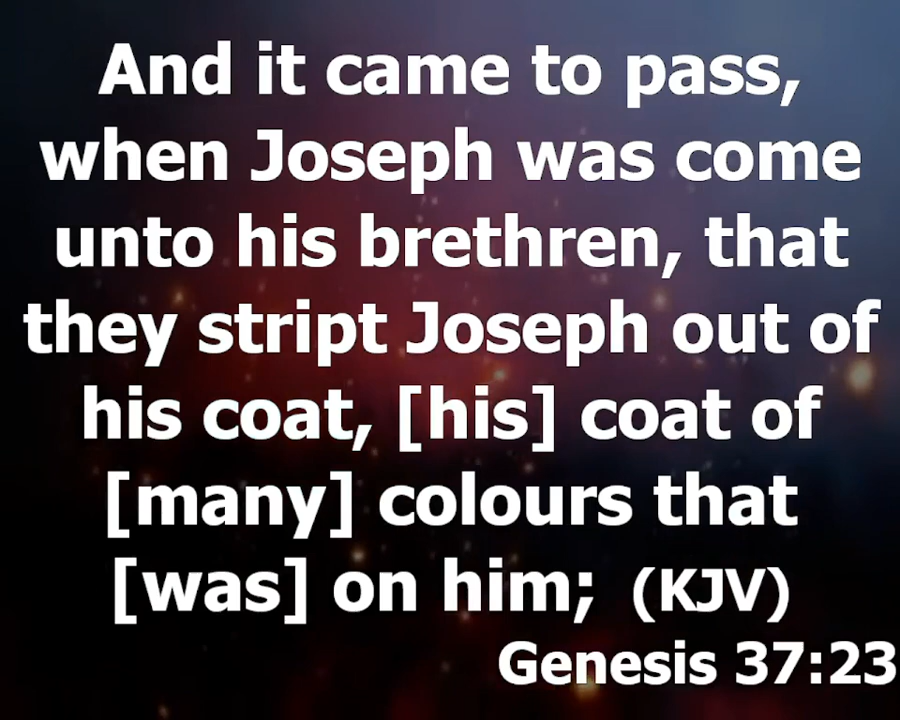 And it came to pass,
when Joseph was come
unto his brethren, that
they stript Joseph out of
his coat, [his] coat of
[many] colours that
[was] on him; (KJV)
Genesis 37:23